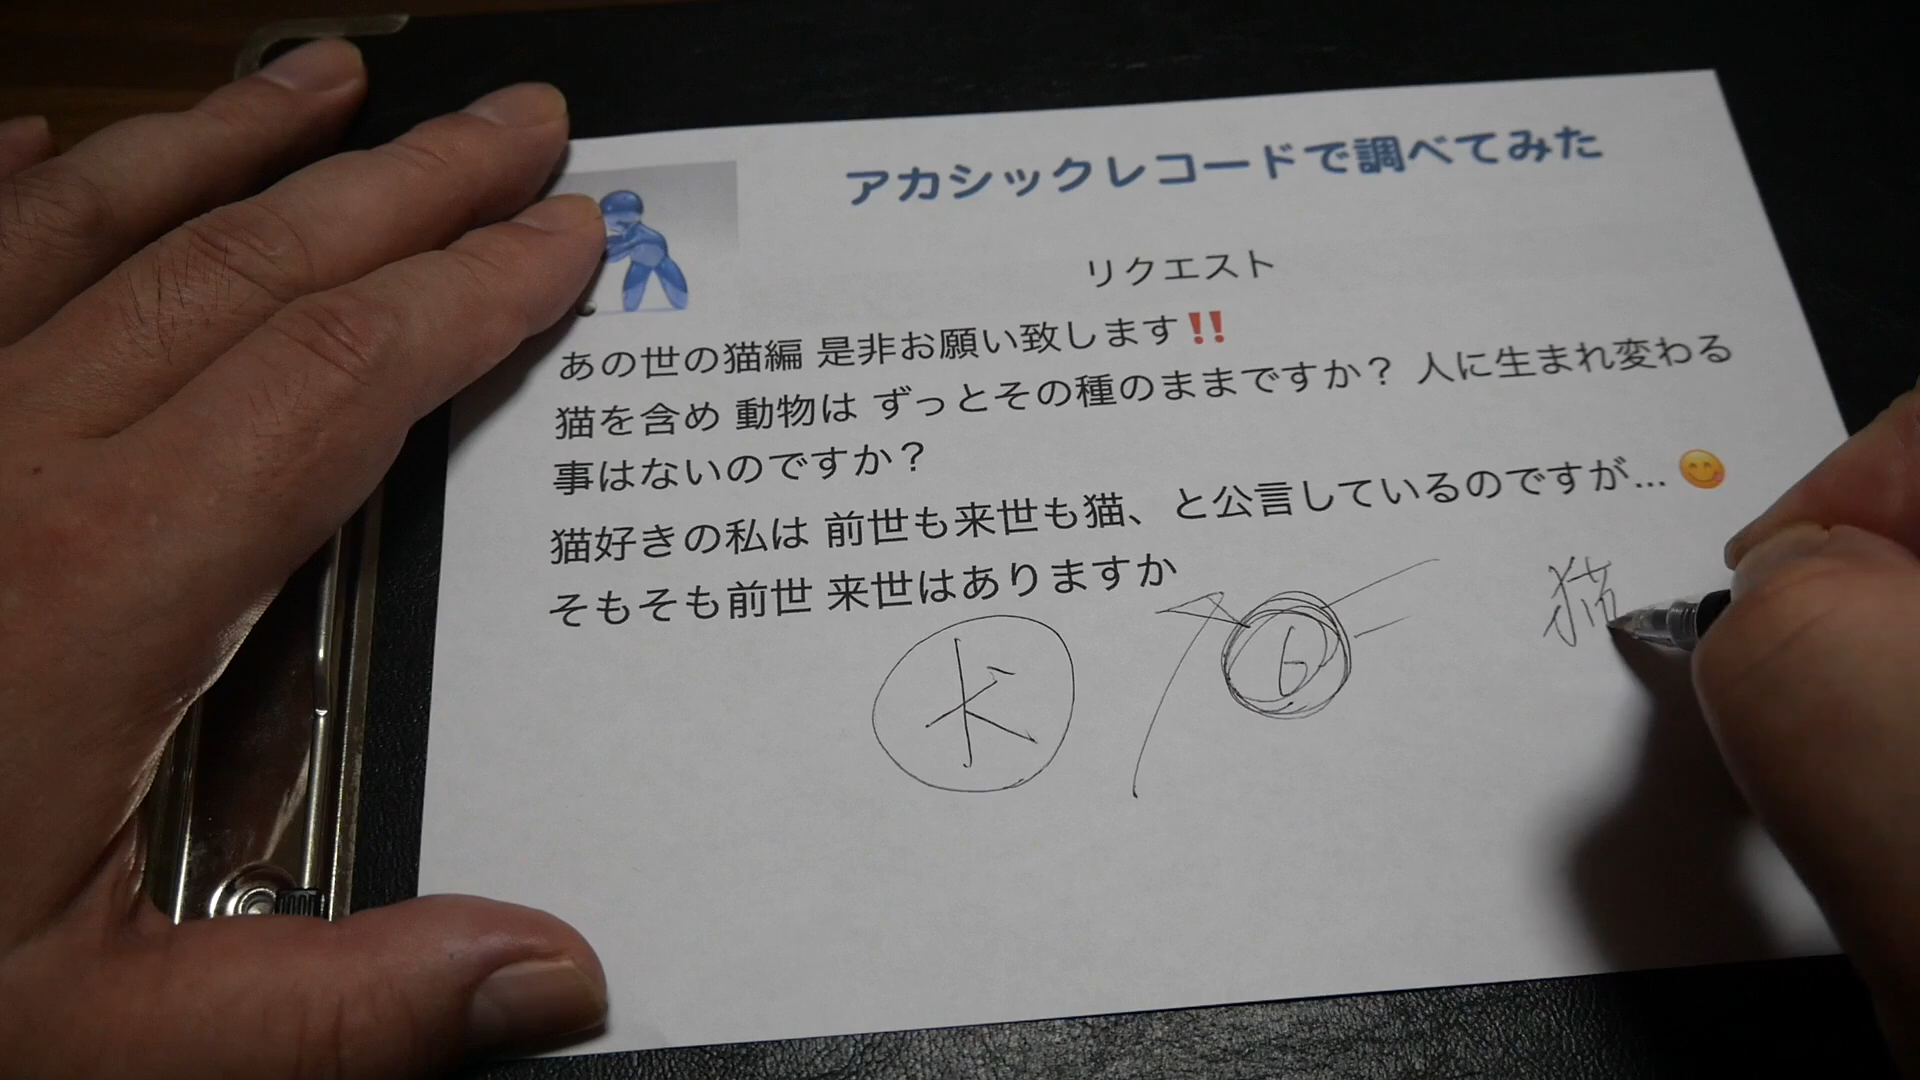 アカシックレコードで調べてみた
リクエスト
あの世の猫編 是非お願い致します‼️
猫を含め 動物は ずっとその種のままですか？ 人に生まれ変わる
事はないのですか？
猫好きの私は 前世も来世も猫、と公言しているのですが... 😋
そもそも前世 来世はありますか
犬
6
猫